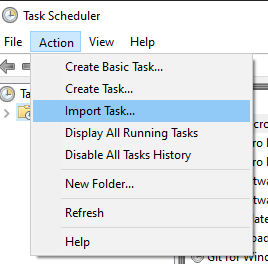 Task Scheduler
File Action View Help
Create Basic Task...
Create Task...
Import Task...
Display All Running Tasks
Disable All Tasks History
New Folder...
Refresh
Help
Git for Wind